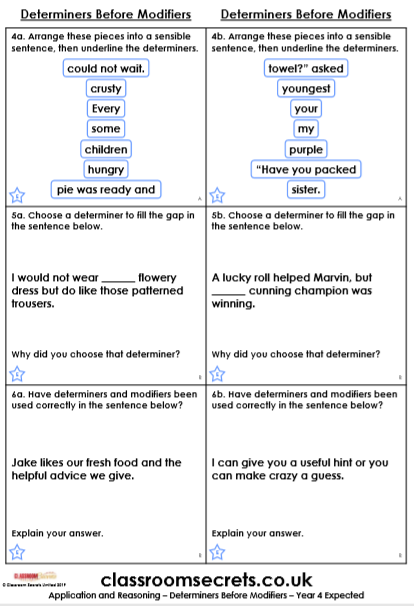 Determiners Before Modifiers
Determiners Before Modifiers
4a. Arrange these pieces into a sensible
sentence, then underline the determiners.
could not wait.
crusty
Every
some
children
hungry
pie was ready and
E
A
4b. Arrange these pieces into a sensible
sentence, then underline the determiners.
towel?” asked
youngest
your
my
purple
“Have you packed
sister.
E
A
5a. Choose a determiner to fill the gap in
the sentence below.
I would not wear ______ flowery
dress but do like those patterned
trousers.
Why did you choose that determiner?
E
B
5b. Choose a determiner to fill the gap in
the sentence below.
A lucky roll helped Marvin, but
______ cunning champion was
winning.
Why did you choose that determiner?
E
B
6a. Have determiners and modifiers been
used correctly in the sentence below?
Jake likes our fresh food and the
helpful advice we give.
Explain your answer.
E
B
6b. Have determiners and modifiers been
used correctly in the sentence below?
I can give you a useful hint or you
can make crazy a guess.
Explain your answer.
E
B
CLASSROOM Secrets
© Classroom Secrets Limited 2019
classroomsecrets.co.uk
Application and Reasoning – Determiners Before Modifiers – Year 4 Expected